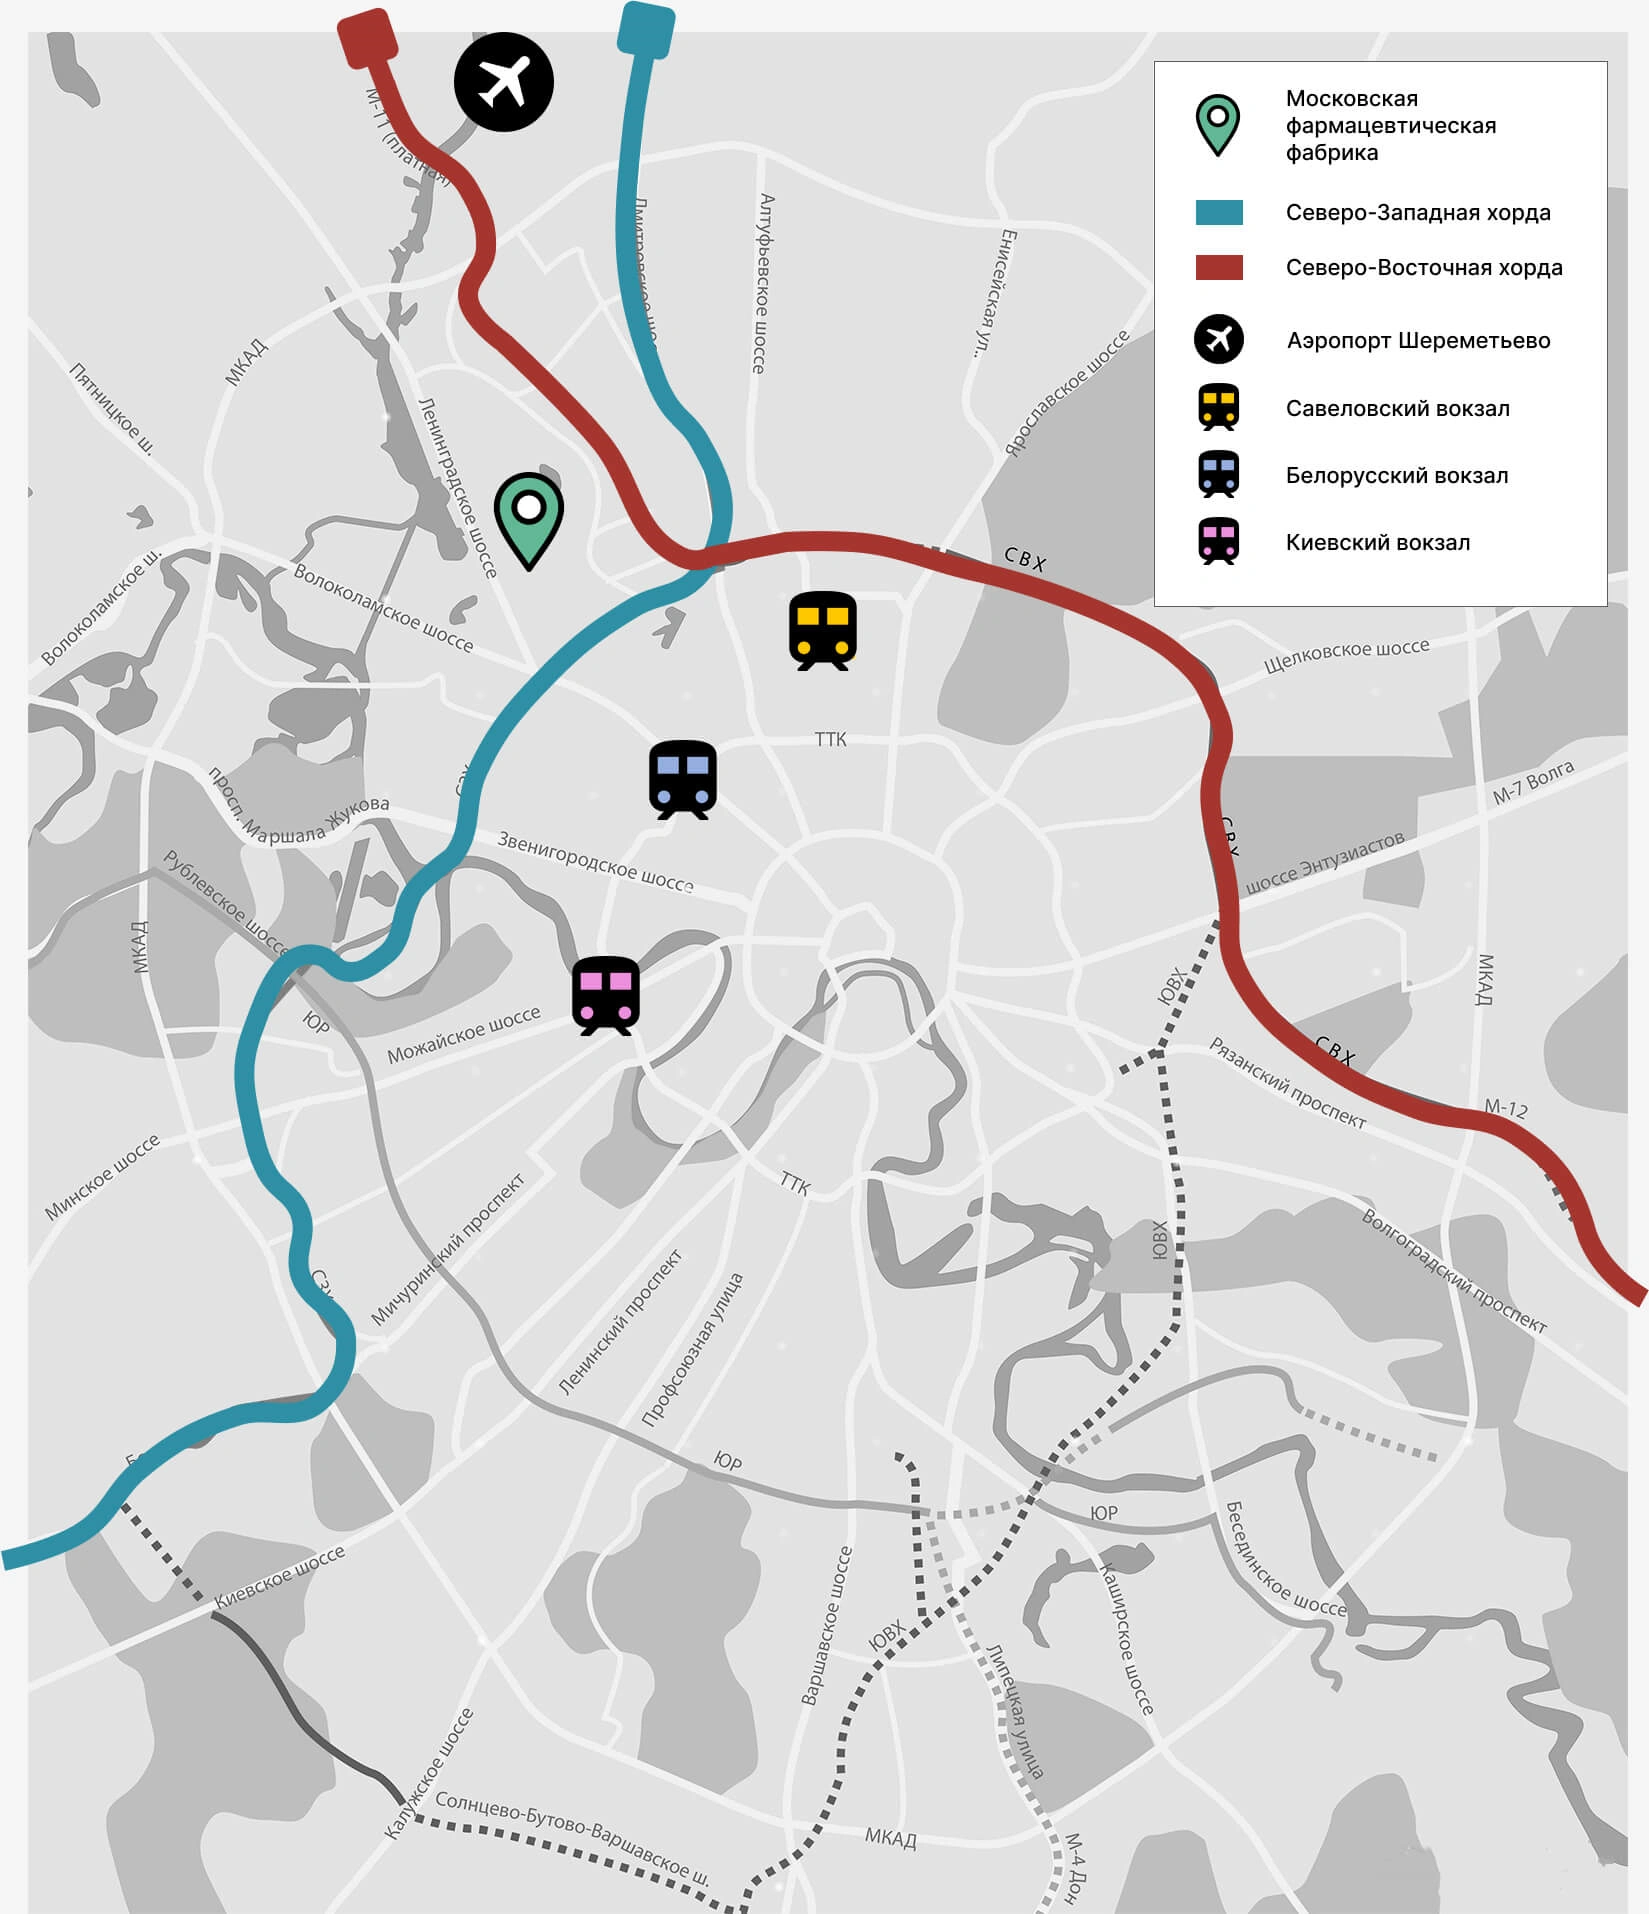 Московская
фармацевтическая
фабрика
Северо-Западная хорда
Северо-Восточная хорда
Аэропорт Шереметьево
Савеловский вокзал
Белорусский вокзал
Киевский вокзал
М-11 (платная)
Алтуфьевское шоссе
Енисейская ул.
Ярославское шоссе
МКАД
Пятницкое ш.
Ленинградское шоссе
Волоколамское ш.
Волоколамское шоссе
СВХ
Щелковское шоссе
ТТК
М-7 Волга
просп. Маршала Жукова
Звенигородское шоссе
СВХ
шоссе Энтузиастов
Рублевское шоссе
МКАД
МКАД
ЮВХ
ЮР
Можайское шоссе
СВХ
Рязанский проспект
М-12
Минское шоссе
ТТК
Мичуринский проспект
ЮВХ
Волгоградский проспект
Ленинский проспект
Профсоюзная улица
ЮР
ЮР
Бесединское шоссе
Киевское шоссе
Варшавское шоссе
ЮВХ
Каширское шоссе
Липецкая улица
Калужское шоссе
Солнцево-Бутово-Варшавское ш.
МКАД
М-4 Дон